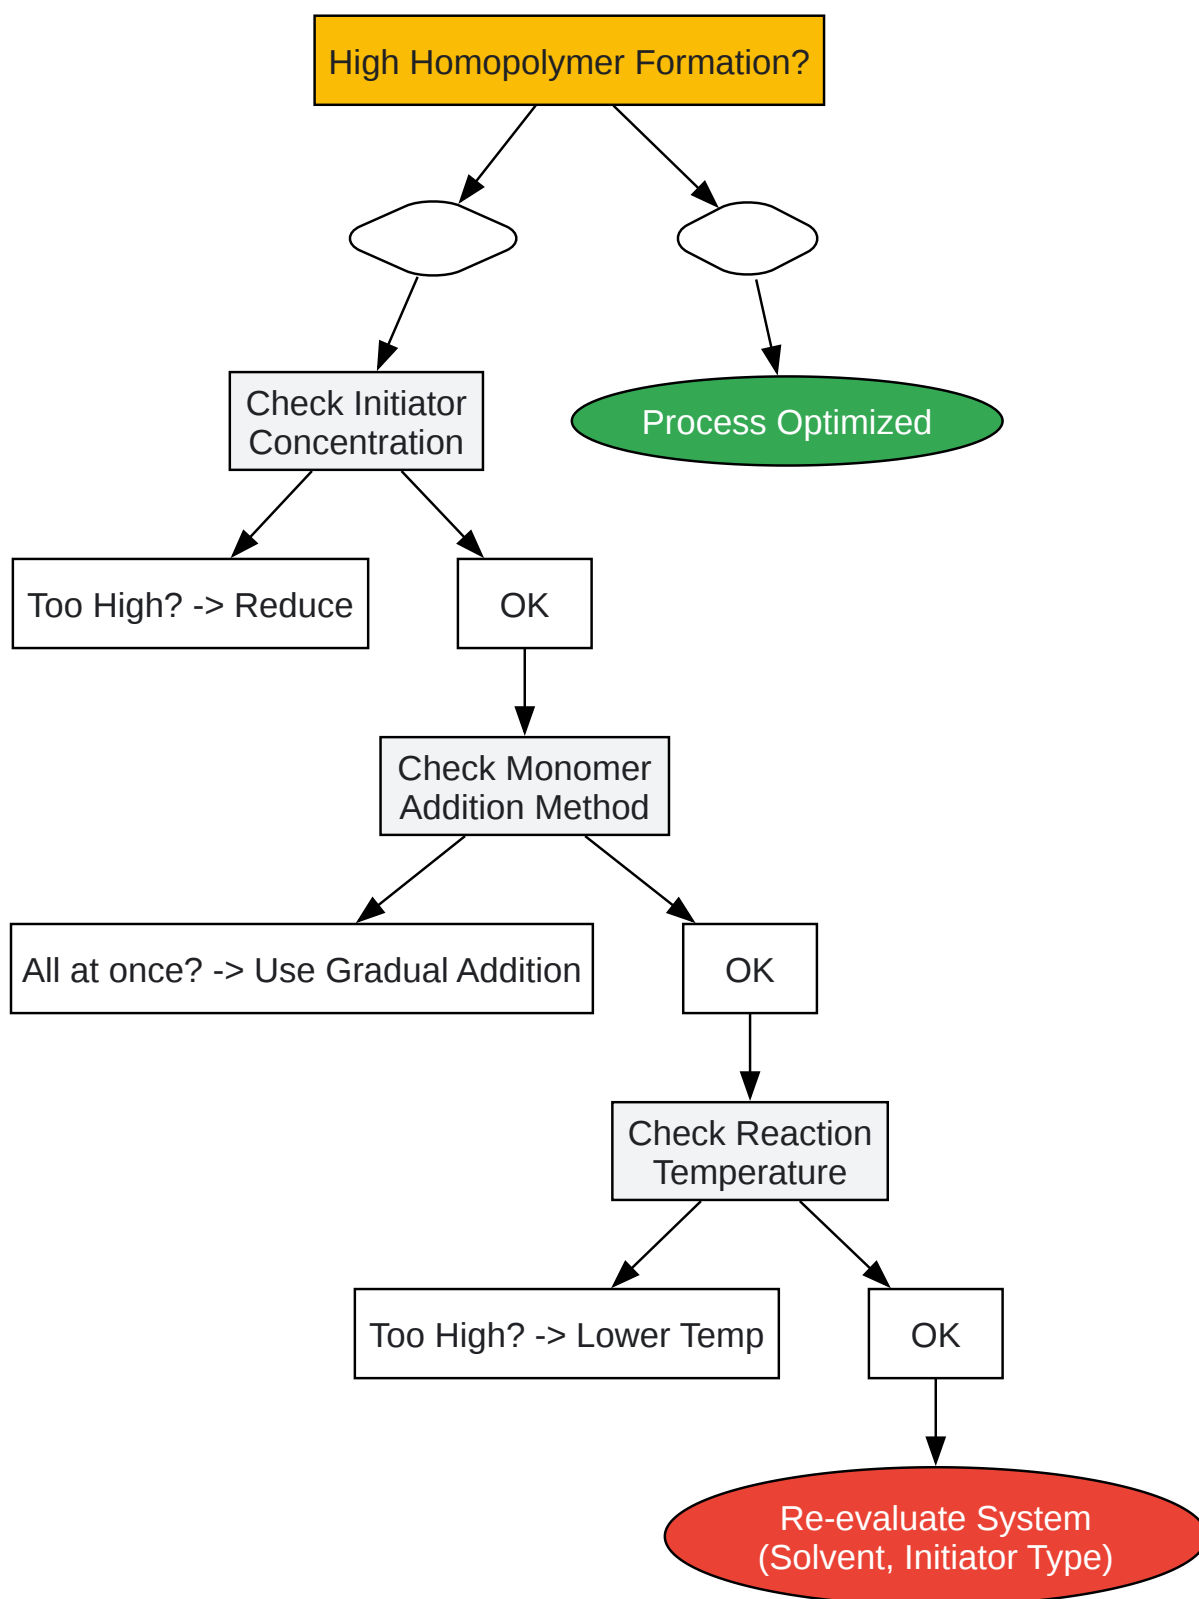 High Homopolymer Formation?
Check Initiator
Concentration
Process Optimized
Too High? -> Reduce
OK
Check Monomer
Addition Method
All at once? -> Use Gradual Addition
OK
Check Reaction
Temperature
Too High? -> Lower Temp
OK
Re-evaluate System
(Solvent, Initiator Type)